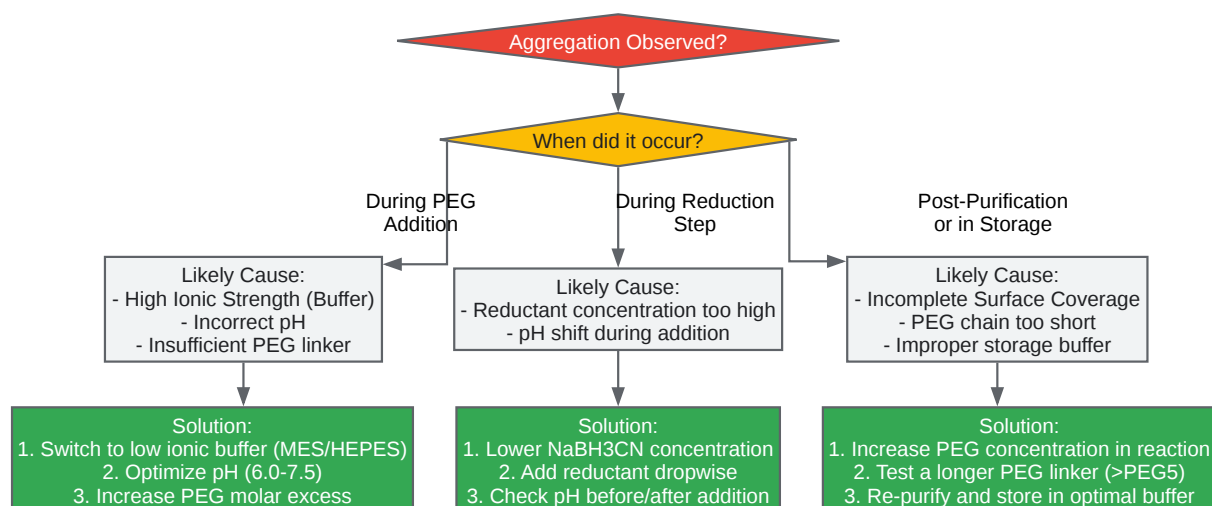 Aggregation Observed?
When did it occur?
During PEG
Addition
During Reduction
Step
Post-Purification
or in Storage
Likely Cause:
- High Ionic Strength (Buffer)
- Incorrect pH
- Insufficient PEG linker
Likely Cause:
- Reductant concentration too high
- pH shift during addition
Likely Cause:
- Incomplete Surface Coverage
- PEG chain too short
- Improper storage buffer
Solution:
1. Switch to low ionic buffer (MES/HEPES)
2. Optimize pH (6.0-7.5)
3. Increase PEG molar excess
Solution:
1. Lower NaBH3CN concentration
2. Add reductant dropwise
3. Check pH before/after addition
Solution:
1. Increase PEG concentration in reaction
2. Test a longer PEG linker (>PEG5)
3. Re-purify and store in optimal buffer